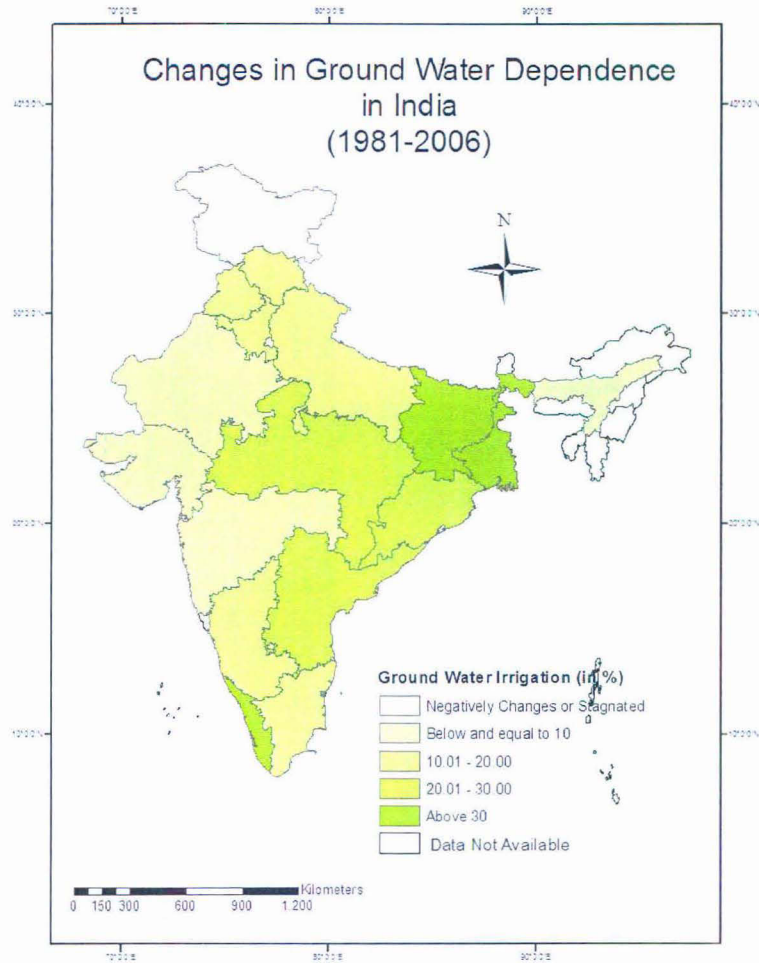 Changes in Ground Water Dependence
in India
(1981-2006)
N
Ground Water Irrigation (in %)
Negatively Changes or Stagnated
Below and equal to 10
10.01 - 20.00
20.01 - 30.00
Above 30
Data Not Available
Kilometers
0 150 300 600 900 1,200